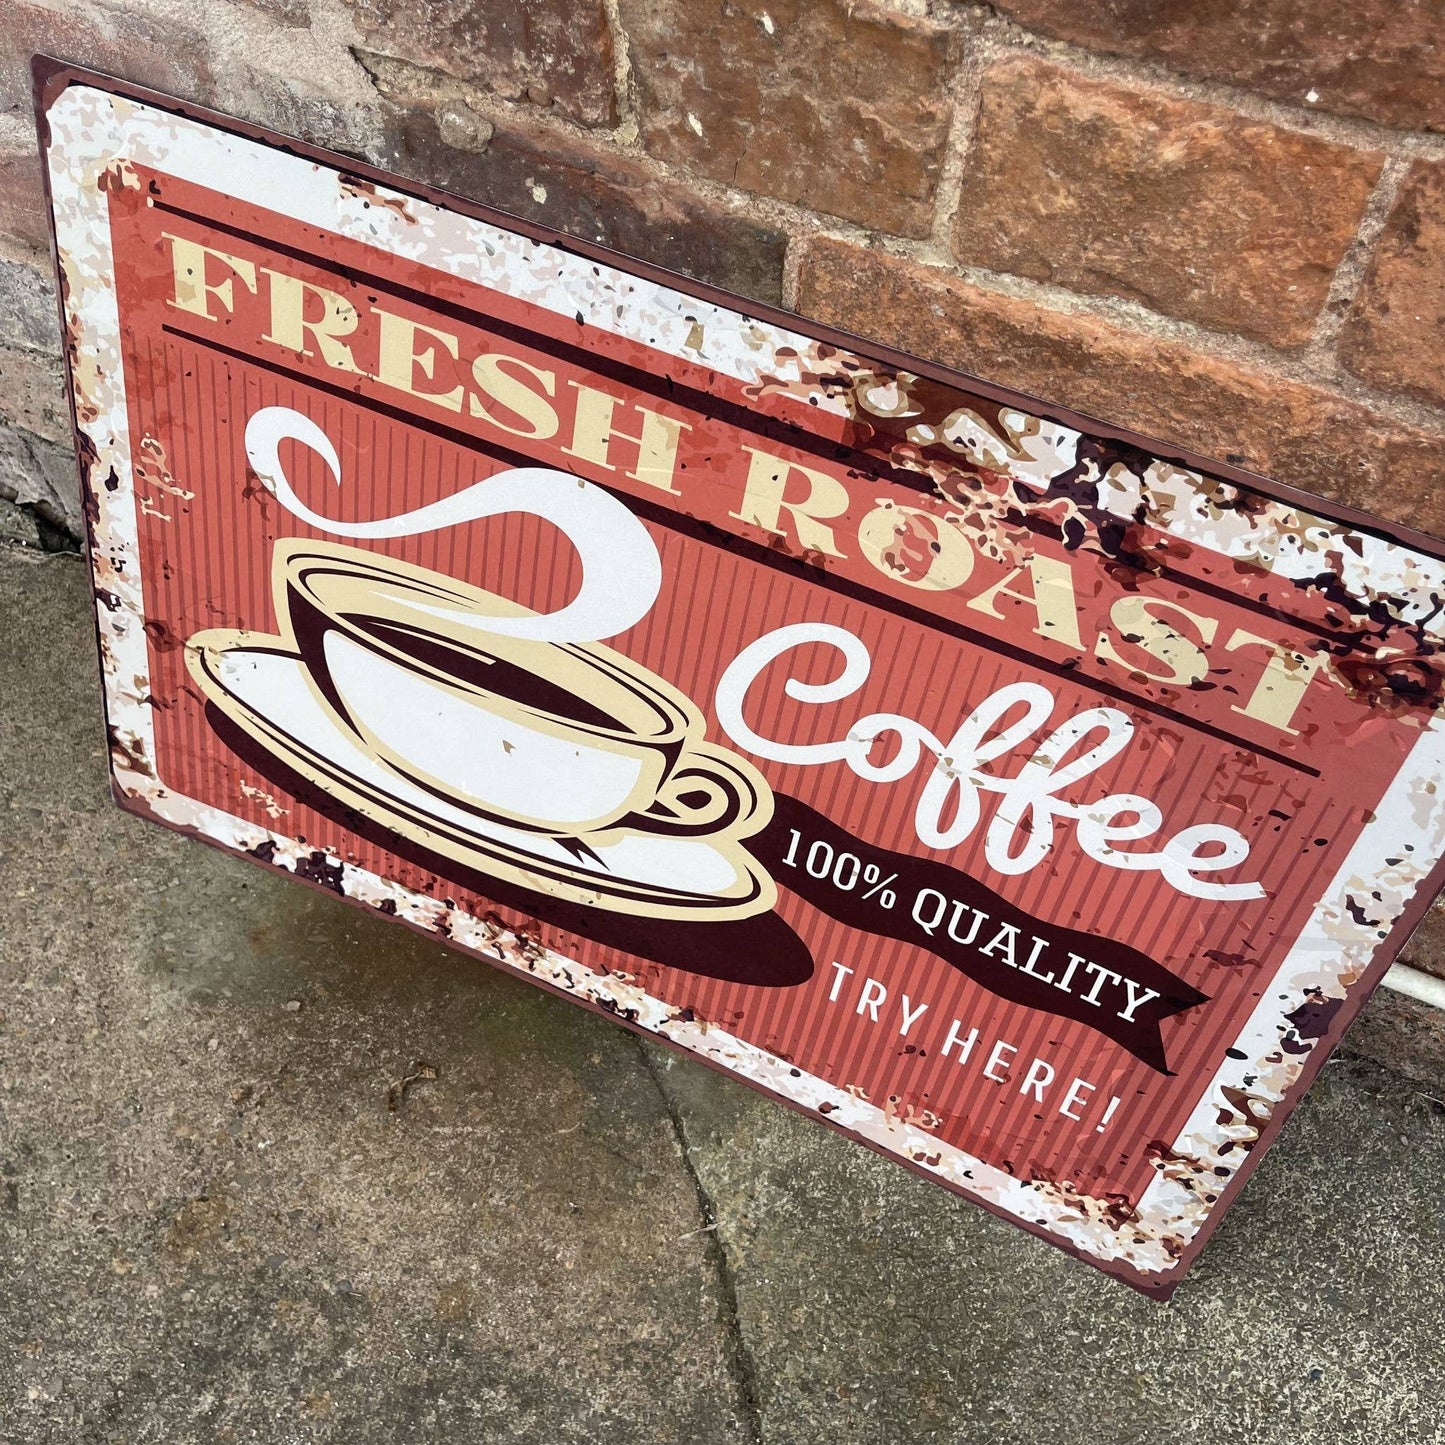 FRESH ROAST
Coffee
100% QUALITY
TRY HERE!